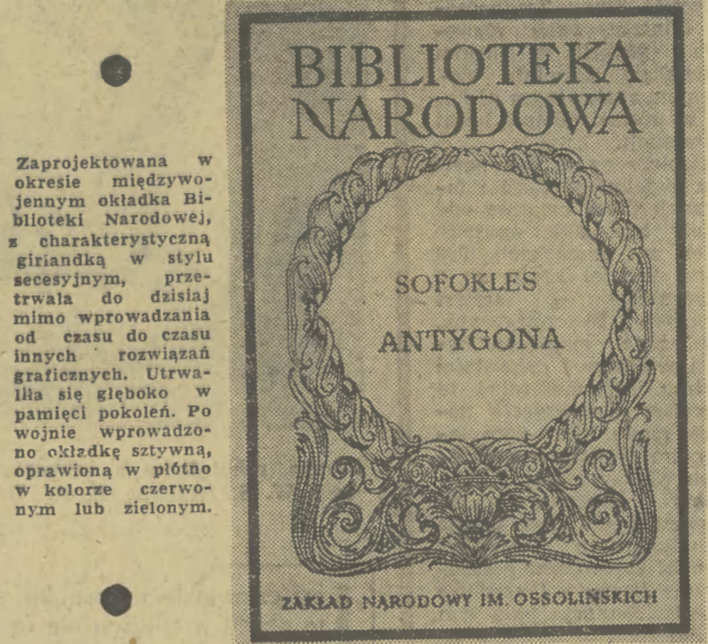 Zaprojektowana w
okresie międzywo-
jennym okładka Bi-
blioteki Narodowej,
z charakterystyczną
giriandką w stylu
secesyjnym, prze-
trwała do dzisiaj
mimo wprowadzania
od czasu do czasu
innych rozwiązań
graficznych. Utrwa-
liła się głęboko w
pamięci pokoleń. Po
wojnie wprowadzo-
no okładkę sztywną,
oprawioną w płótno
w kolorze czerwo-
nym lub zielonym.
BIBLIOTEKA
NARODOWA
SOFOKLES
ANTYGONA
ZAKŁAD NARODOWY IM. OSSOLIŃSKICH